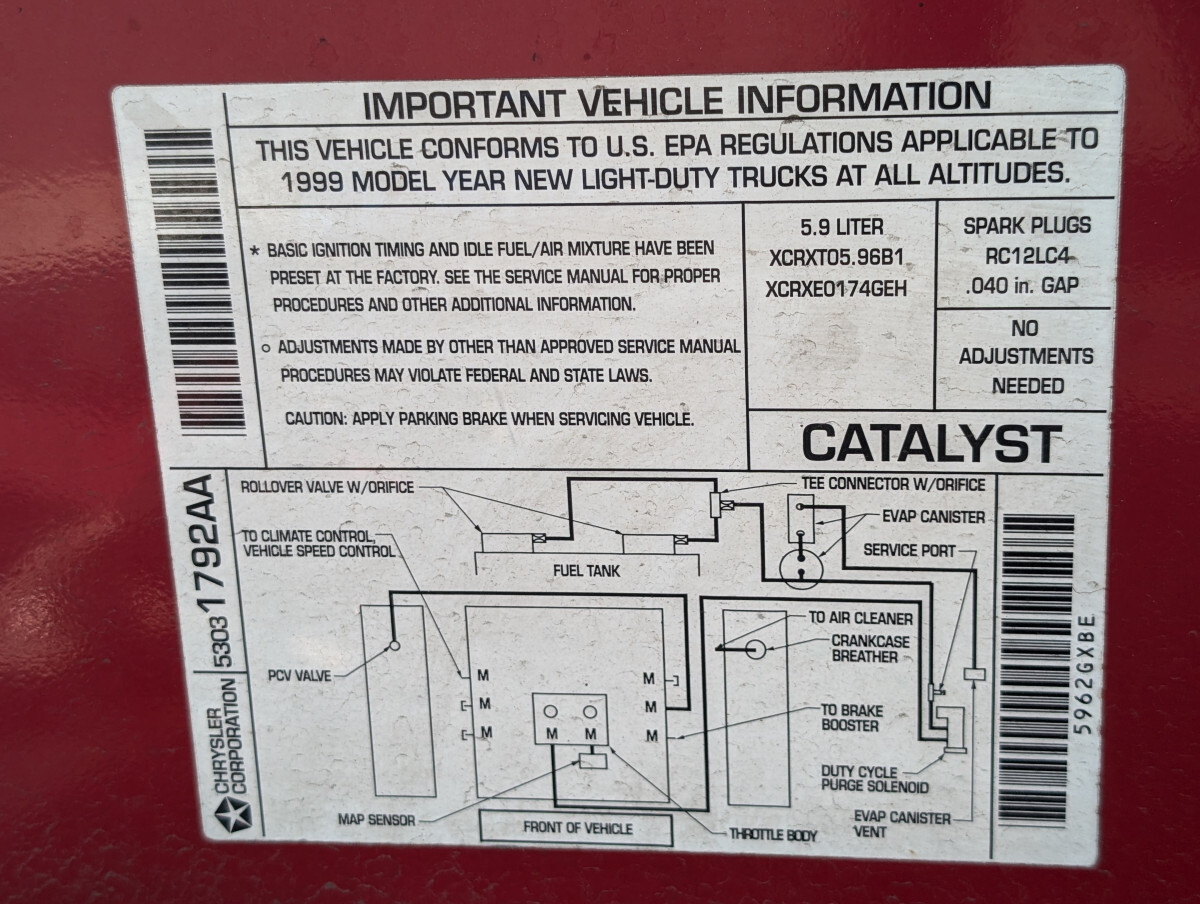 IMPORTANT VEHICLE INFORMATION
THIS VEHICLE CONFORMS TO U.S. EPA REGULATIONS APPLICABLE TO
1999 MODEL YEAR NEW LIGHT-DUTY TRUCKS AT ALL ALTITUDES.
* BASIC IGNITION TIMING AND IDLE FUEL/AIR MIXTURE HAVE BEEN
PRESET AT THE FACTORY. SEE THE SERVICE MANUAL FOR PROPER
PROCEDURES AND OTHER ADDITIONAL INFORMATION.
o ADJUSTMENTS MADE BY OTHER THAN APPROVED SERVICE MANUAL
PROCEDURES MAY VIOLATE FEDERAL AND STATE LAWS.
CAUTION: APPLY PARKING BRAKE WHEN SERVICING VEHICLE.
5.9 LITER
XCRXT05.96B1
XCRXE0174GEH
SPARK PLUGS
RC12LC4
.040 in. GAP
NO
ADJUSTMENTS
NEEDED
CATALYST
ROLLOVER VALVE W/ORIFICE
TEE CONNECTOR W/ORIFICE
EVAP CANISTER
TO CLIMATE CONTROL,
VEHICLE SPEED CONTROL
SERVICE PORT
FUEL TANK
TO AIR CLEANER
CRANKCASE
BREATHER
PCV VALVE
M
M
M
M
M
M
M
M
TO BRAKE
BOOSTER
DUTY CYCLE
PURGE SOLENOID
MAP SENSOR
FRONT OF VEHICLE
THROTTLE BODY
EVAP CANISTER
VENT
CHRYSLER
CORPORATION
53031792AA
5962GXBE